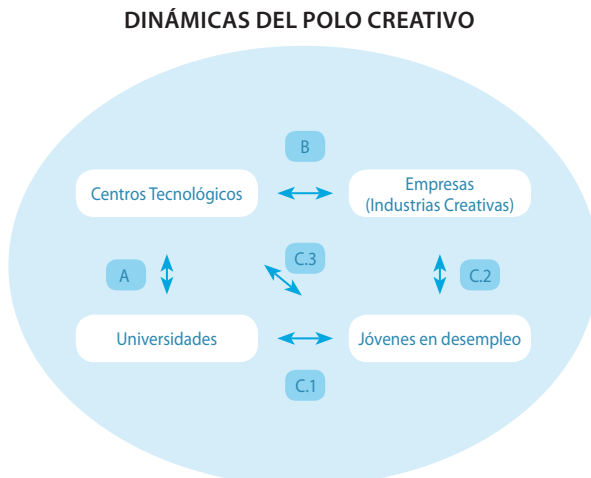 DINÁMICAS DEL POLO CREATIVO
B
Centros Tecnológicos
Empresas
(Industrias Creativas)
A
C.3
C.2
Universidades
Jóvenes en desempleo
C.1